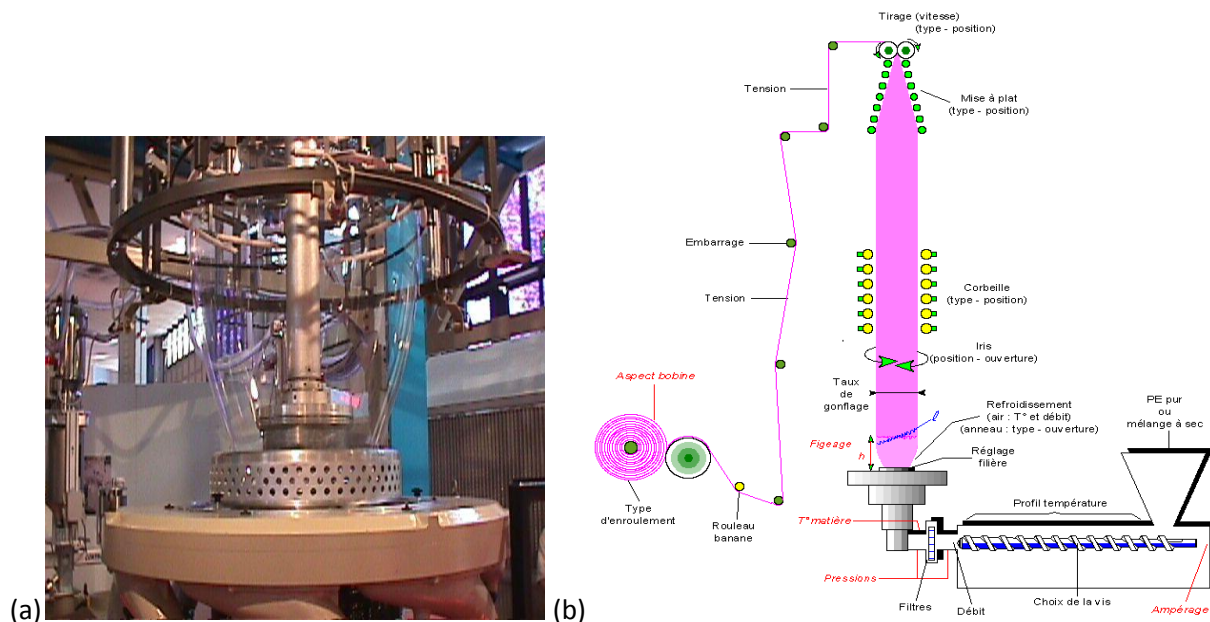 Tirage (vitesse)
(type - position)
Tension
Mise à plat
(type - position)
Embarrage
Tension
Corbeille
(type - position)
Iris
(position - ouverture)
Aspect bobine
Taux
de
gonflage
Refroidissement
(air : T° et débit)
(anneau : type - ouverture)
PE pur
ou
mélange à sec
Figeage
h
l
Réglage
filière
Type
d'enroulement
Rouleau
banane
T° matière
Profil température
Pressions
Filtres
Débit
Choix de la vis
Ampérage
(a)
(b)